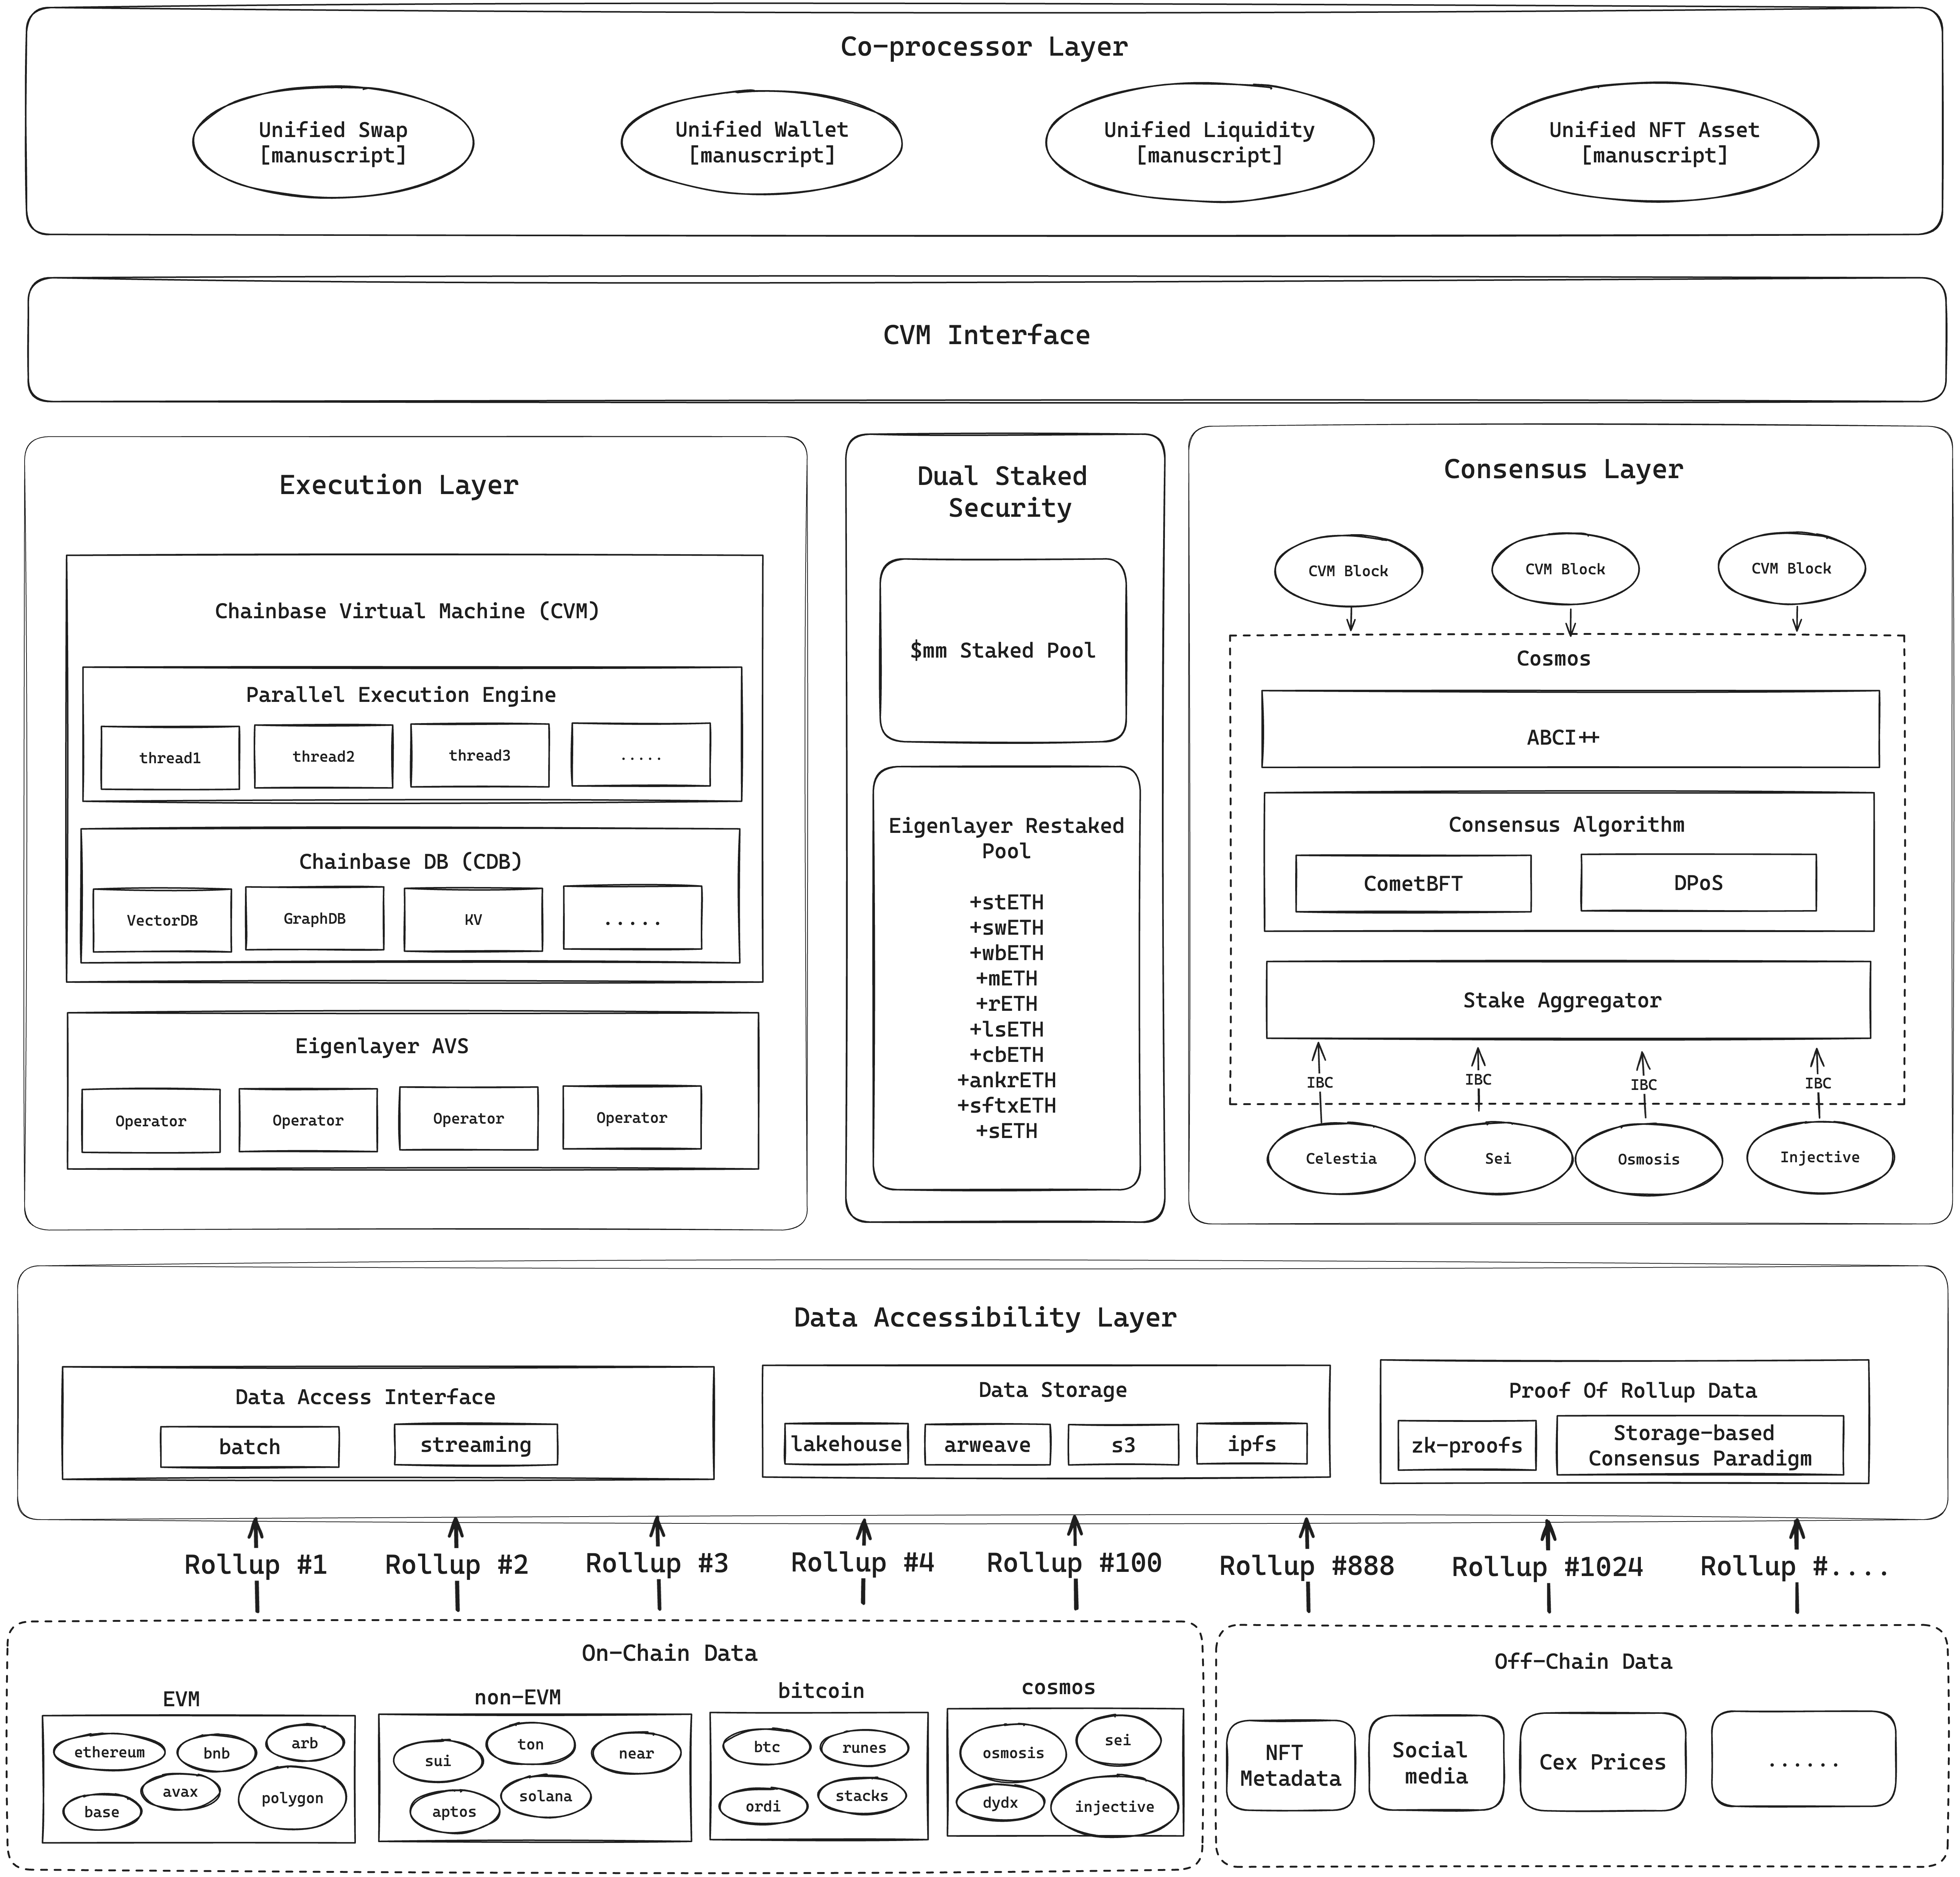 Co-processor Layer
Unified Swap
[manuscript]
Unified Wallet
[manuscript]
Unified Liquidity
[manuscript]
Unified NFT Asset
[manuscript]
CVM Interface
Execution Layer
Chainbase Virtual Machine (CVM)
Parallel Execution Engine
thread1
thread2
thread3
.....
Chainbase DB (CDB)
VectorDB
GraphDB
KV
.....
Eigenlayer AVS
Operator
Operator
Operator
Operator
Dual Staked
Security
$mm Staked Pool
Eigenlayer Restaked
Pool
+stETH
+swETH
+wbETH
+mETH
+rETH
+lsETH
+cbETH
+ankrETH
+sftxETH
+sETH
Consensus Layer
CVM Block
CVM Block
CVM Block
Cosmos
ABCI++
Consensus Algorithm
CometBFT
DPoS
Stake Aggregator
IBC
IBC
IBC
IBC
Celestia
Sei
Osmosis
Injective
Data Accessibility Layer
Data Access Interface
batch
streaming
Data Storage
lakehouse
arweave
s3
ipfs
Proof Of Rollup Data
zk-proofs
Storage-based
Consensus Paradigm
Rollup #1
Rollup #2
Rollup #3
Rollup #4
Rollup #100
Rollup #888
Rollup #1024
Rollup #....
On-Chain Data
EVM
ethereum
bnb
arb
base
avax
polygon
non-EVM
sui
ton
near
aptos
solana
bitcoin
btc
runes
ordi
stacks
cosmos
osmosis
sei
dydx
injective
Off-Chain Data
NFT
Metadata
Social
media
Cex Prices
......